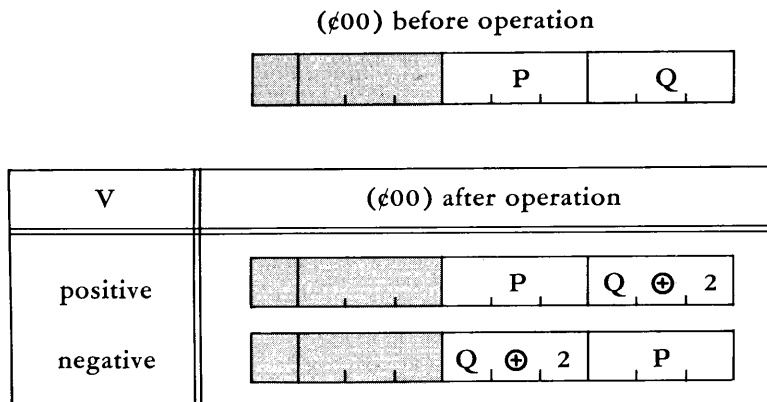 (¢00) before operation
P Q
V (¢00) after operation
positive P Q ⊕ 2
negative Q ⊕ 2 P